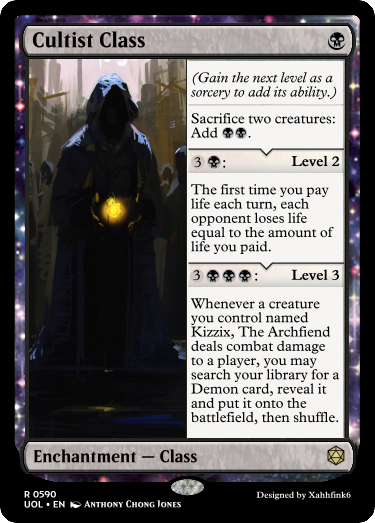 Cultist Class
(Gain the next level as a
sorcery to add its ability.)
Sacrifice two creatures:
Add .
3 : Level 2
The first time you pay
life each turn, each
opponent loses life
equal to the amount of
life you paid.
3 : Level 3
Whenever a creature
you control named
Kizzix, The Archfiend
deals combat damage
to a player, you may
search your library for a
Demon card, reveal it
and put it onto the
battlefield, then shuffle.
Enchantment — Class
R 0590
UOL • EN Anthony Chong Jones
Designed by Xahhfink6